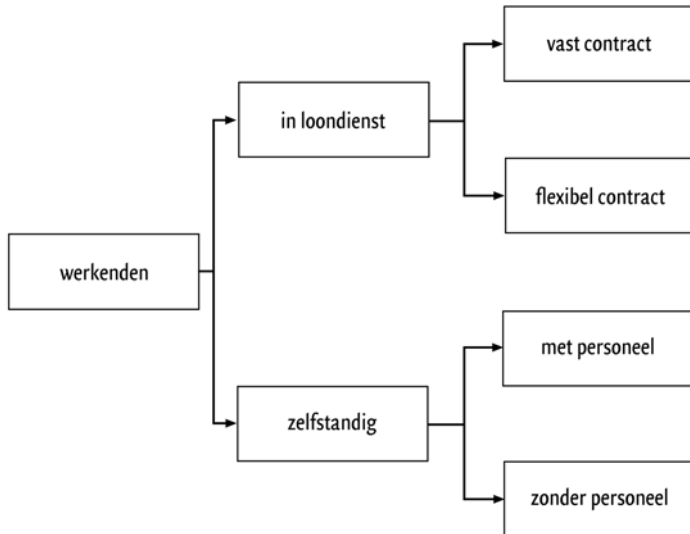 vast contract
in loondienst
flexibel contract
werkenden
met personeel
zelfstandig
zonder personeel